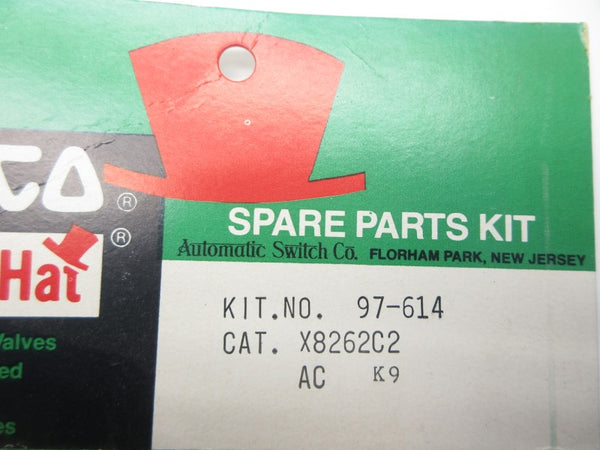 CO ®
Hat ®
SPARE PARTS KIT
Automatic Switch Co. FLORHAM PARK, NEW JERSEY
KIT.NO. 97-614
CAT. X8262C2
AC K9
Valves
ed
es